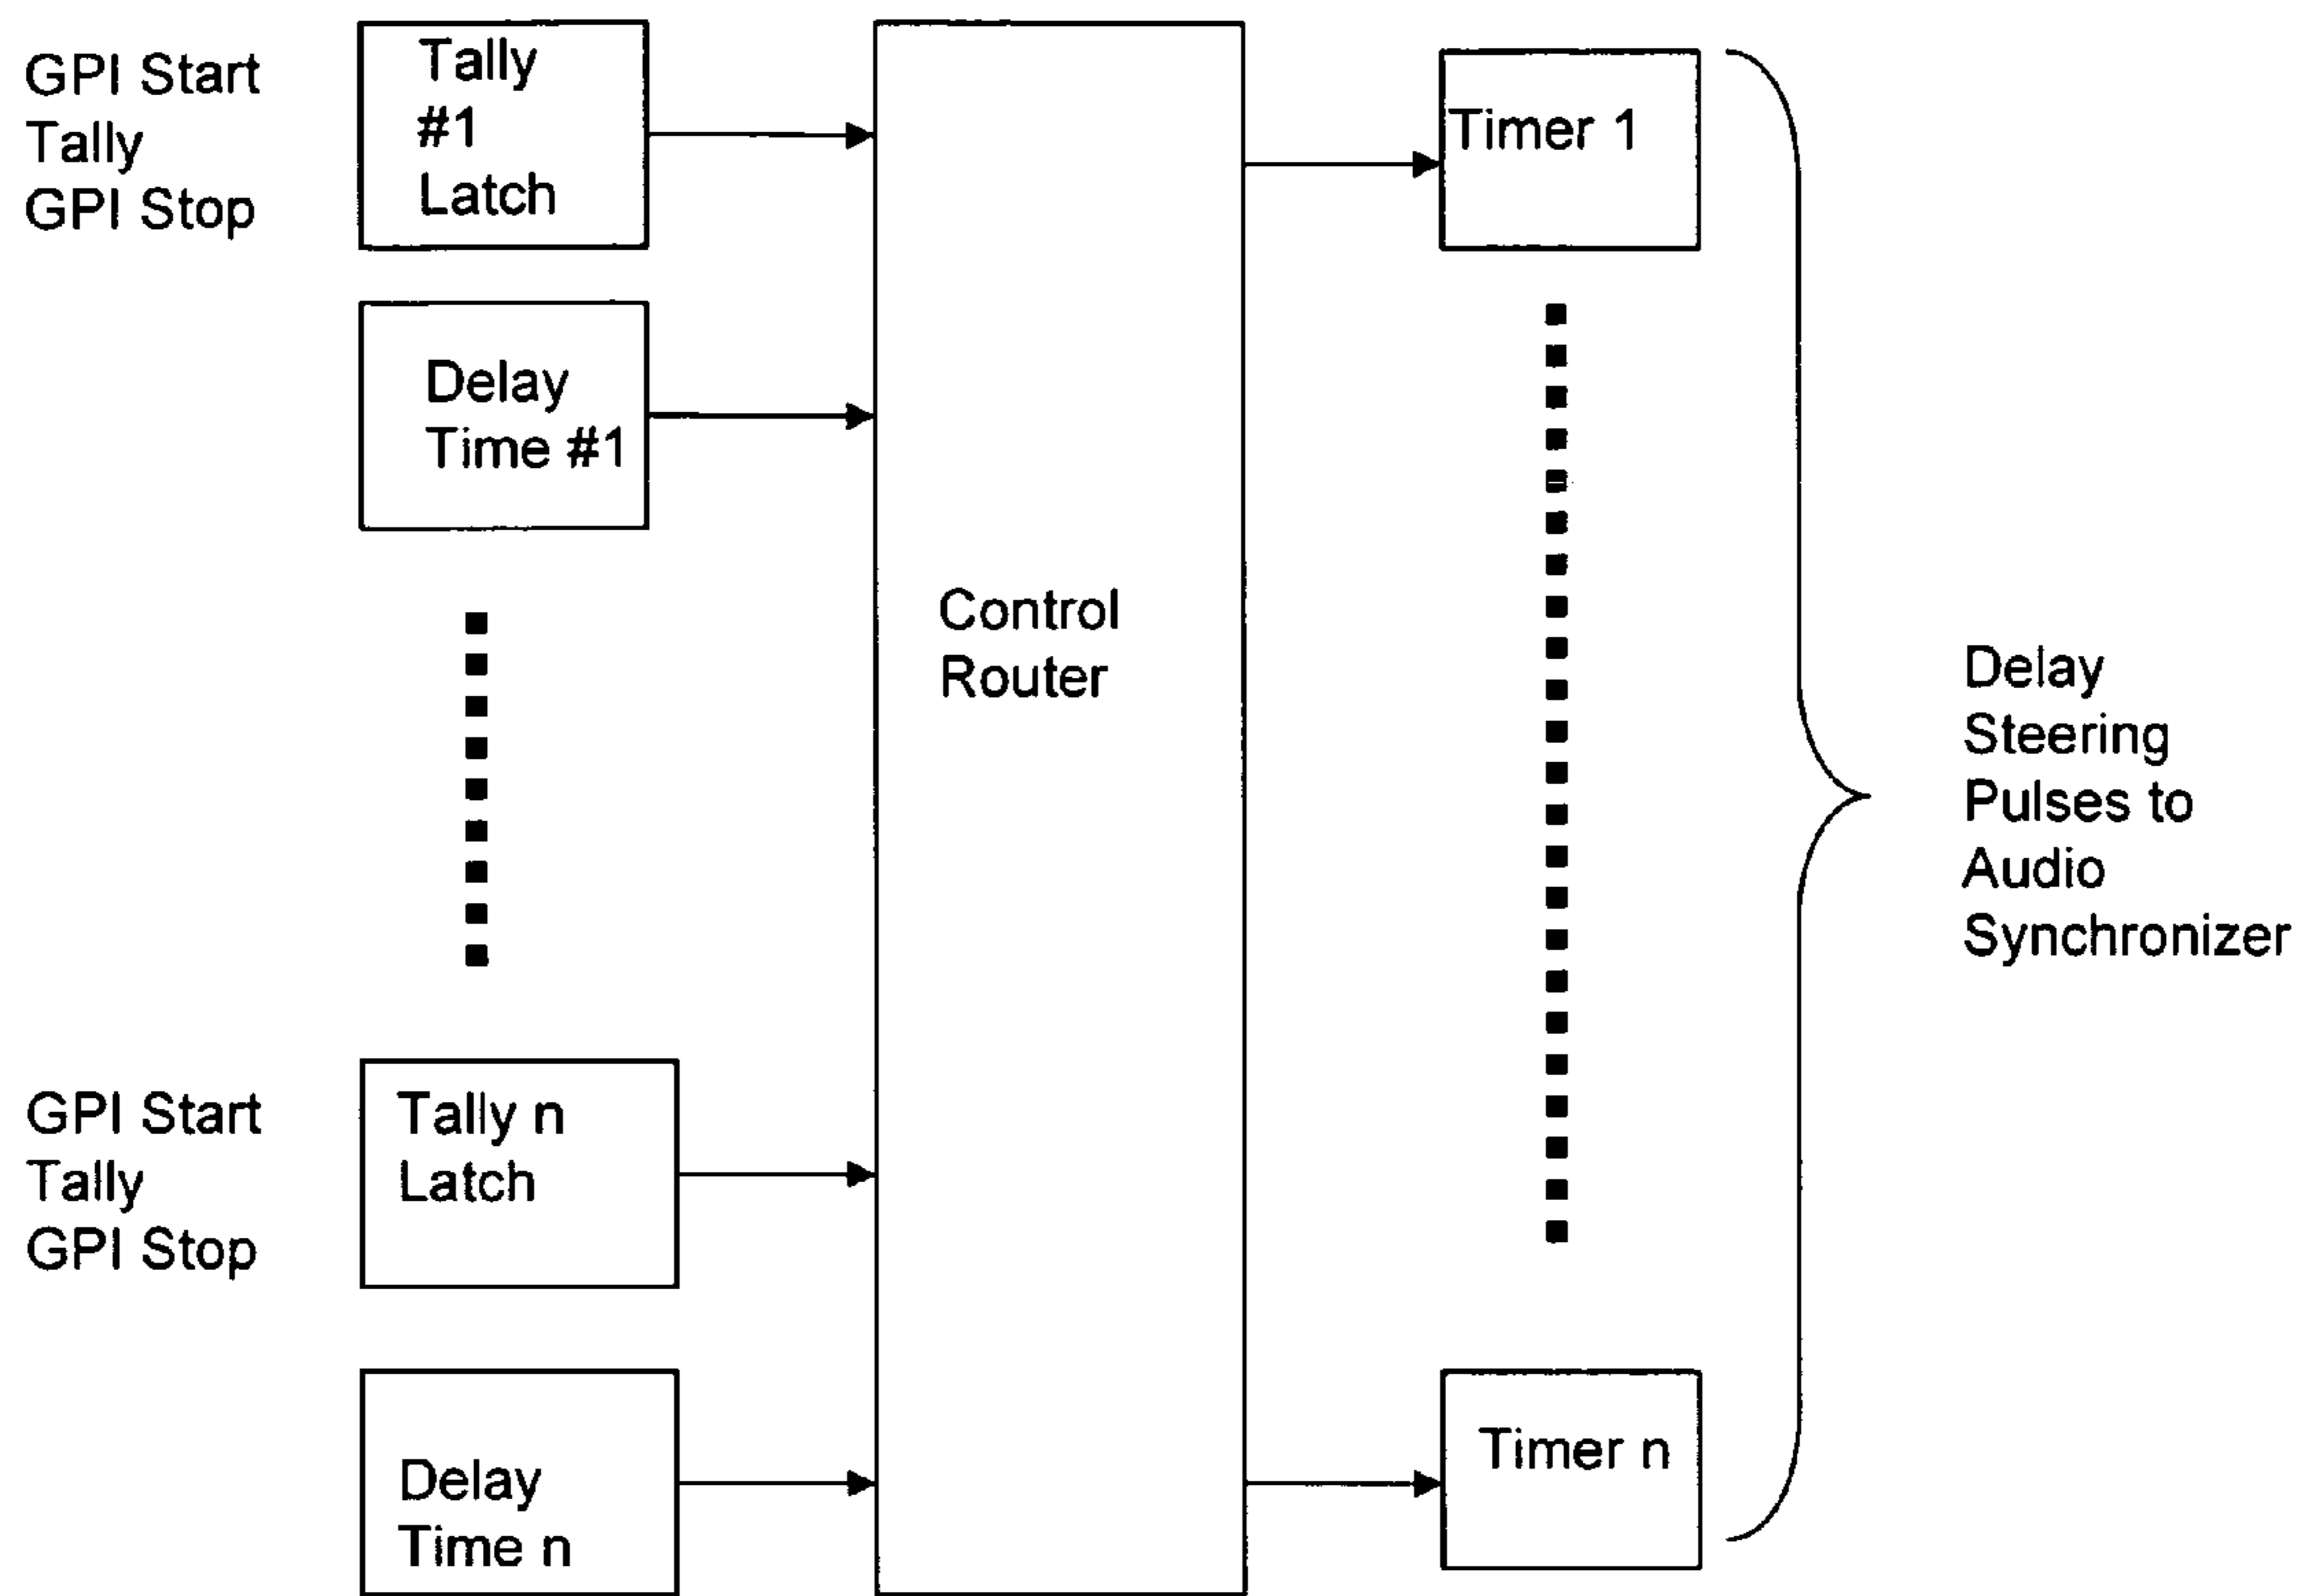 GPI Start
Tally
GPI Stop
Tally
#1
Latch
Delay
Time #1
GPI Start
Tally
GPI Stop
Tally n
Latch
Delay
Time n
Control
Router
Timer 1
Timer n
Delay
Steering
Pulses to
Audio
Synchronizer